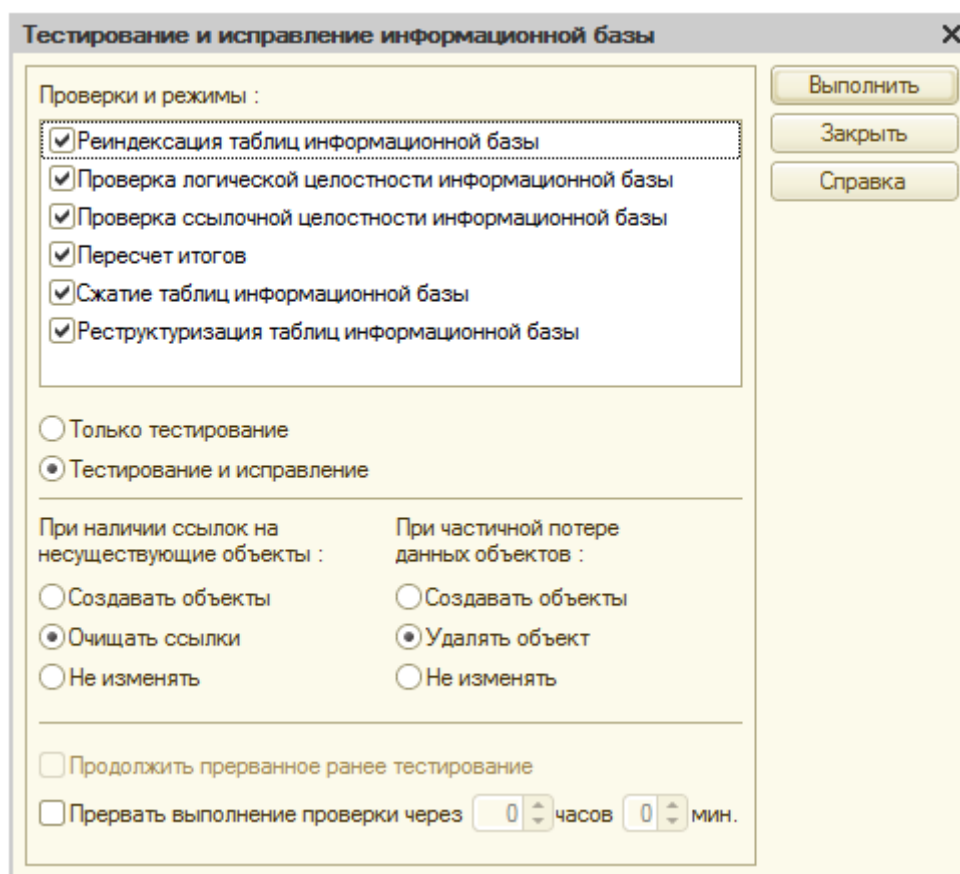 Тестирование и исправление информационной базы
Проверки и режимы :
Реиндексация таблиц информационной базы
Проверка логической целостности информационной базы
Проверка ссылочной целостности информационной базы
Пересчет итогов
Сжатие таблиц информационной базы
Реструктуризация таблиц информационной базы
Только тестирование
Тестирование и исправление
При наличии ссылок на
несуществующие объекты :
Создавать объекты
Очищать ссылки
Не изменять
При частичной потере
данных объектов :
Создавать объекты
Удалять объект
Не изменять
Продолжить прерванное ранее тестирование
Прервать выполнение проверки через 0 часов 0 мин.
Выполнить
Закрыть
Справка